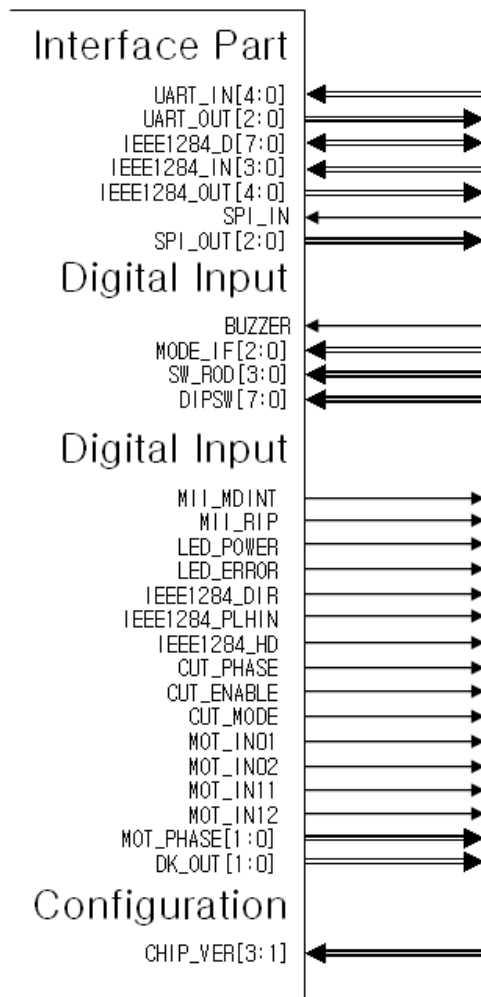 Interface Part
UART_IN[4:0]
UART_OUT[2:0]
IEEE1284_D[7:0]
IEEE1284_IN[3:0]
IEEE1284_OUT[4:0]
SPI_IN
SPI_OUT[2:0]
Digital Input
BUZZER
MODE_IF[2:0]
SW_ROD[3:0]
DIPSW[7:0]
Digital Input
MII_MDINT
MII_RIP
LED_POWER
LED_ERROR
IEEE1284_DIR
IEEE1284_PLHIN
IEEE1284_HD
CUT_PHASE
CUT_ENABLE
CUT_MODE
MOT_IN01
MOT_IN02
MOT_IN11
MOT_IN12
MOT_PHASE[1:0]
DK_OUT[1:0]
Configuration
CHIP_VER[3:1]